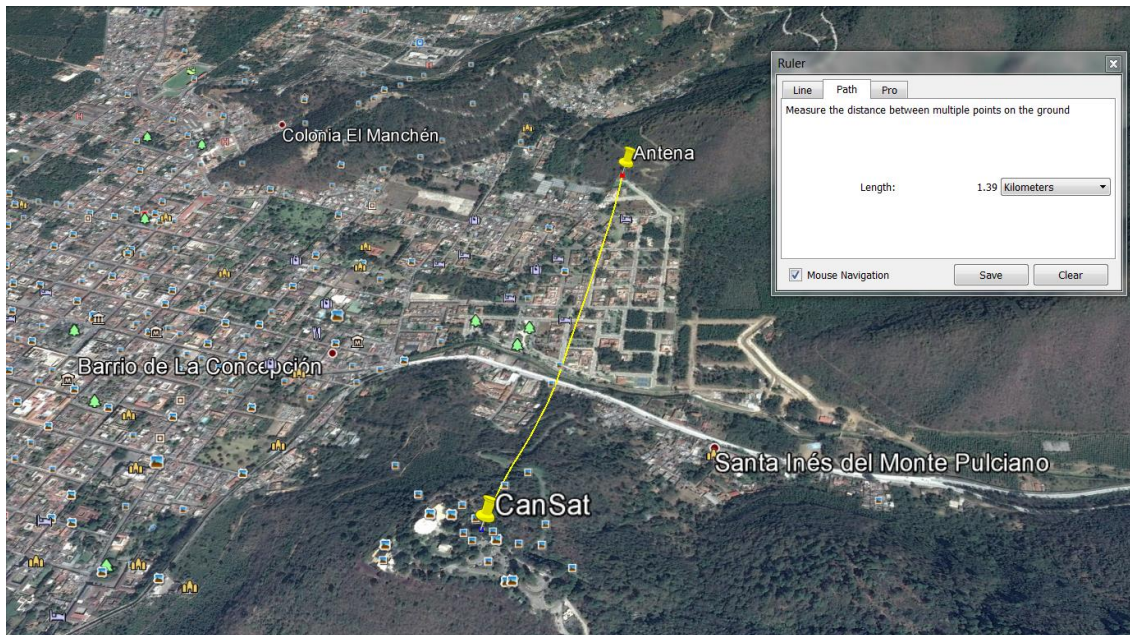 Ruler
Line Path Pro
Measure the distance between multiple points on the ground
Length: 1.39 Kilometers
Mouse Navigation Save Clear
Colonia El Manchén
Antena
Barrio de La Concepción
Santa Inés del Monte Pulciano
CanSat